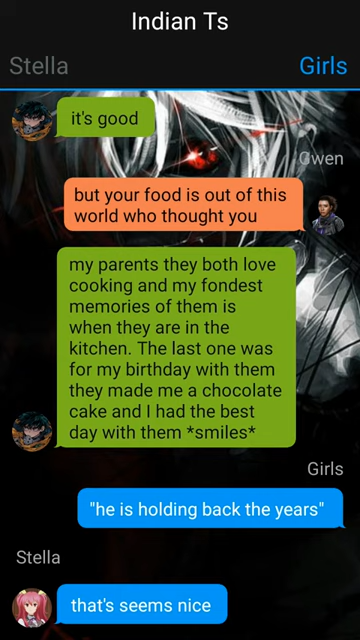 Indian Ts
Stella Girls
it's good
Gwen
but your food is out of this
world who thought you
my parents they both love
cooking and my fondest
memories of them is
when they are in the
kitchen. The last one was
for my birthday with them
they made me a chocolate
cake and I had the best
day with them *smiles*
Girls
"he is holding back the years"
Stella
that's seems nice